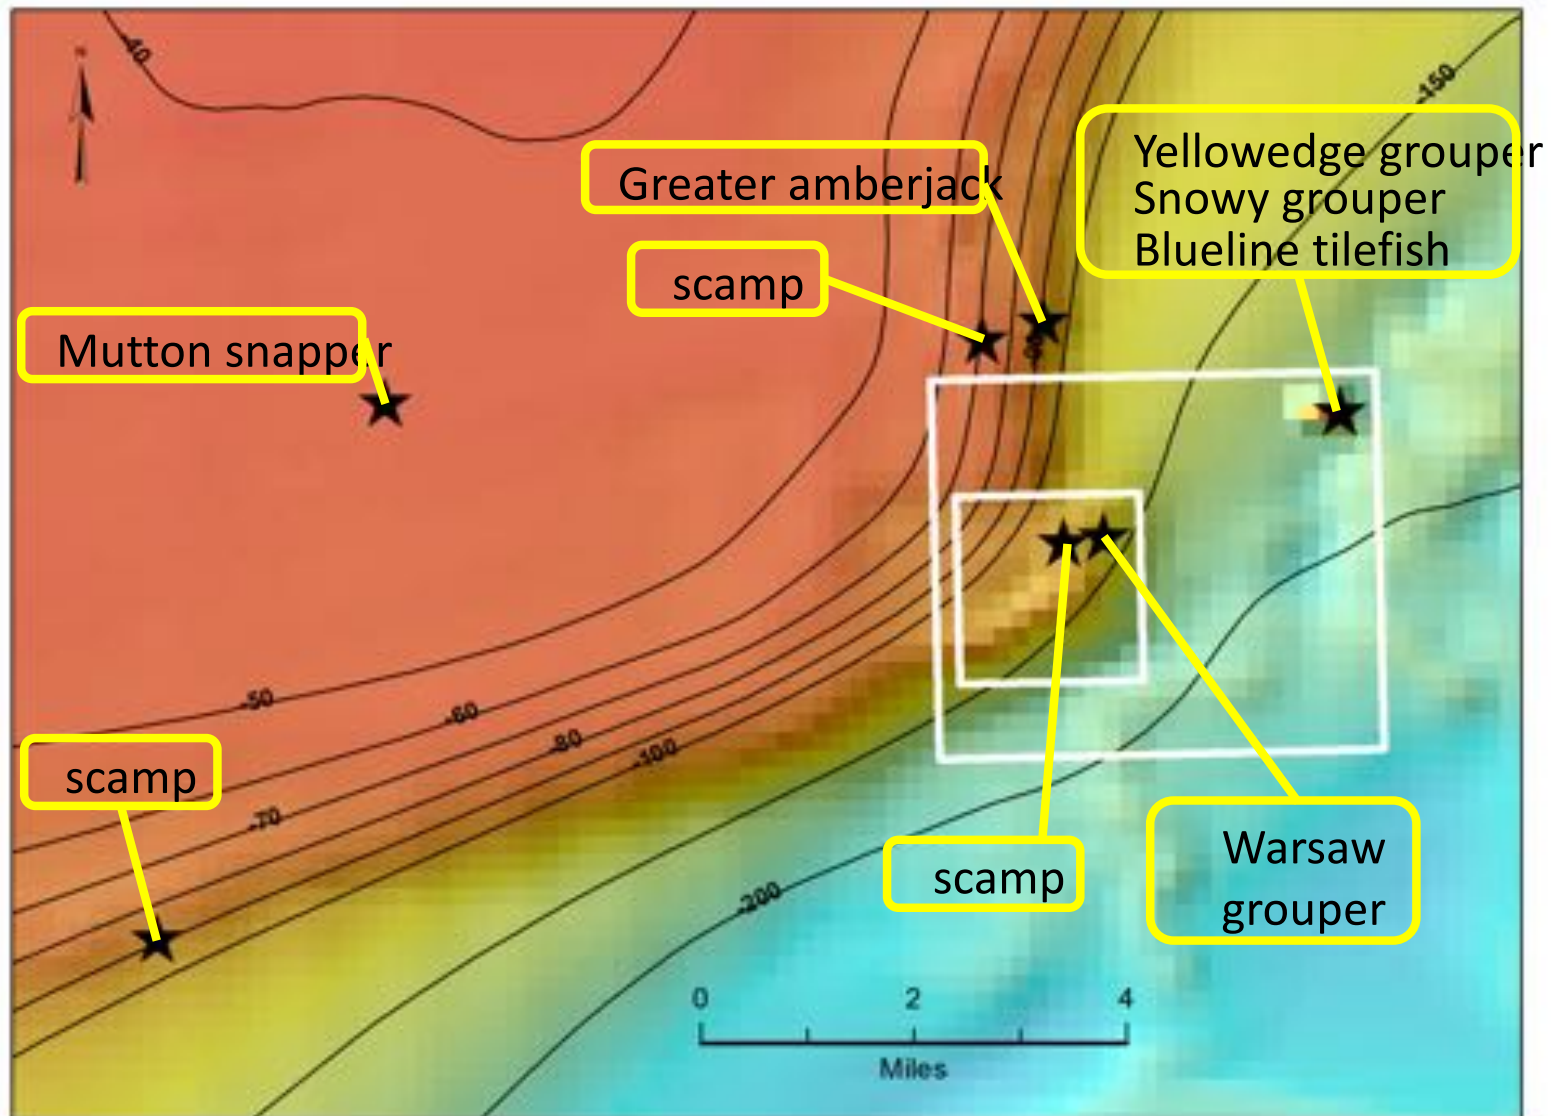 N
-40
-150
Yellowedge grouper
Snowy grouper
Blueline tilefish
Greater amberjack
scamp
Mutton snapper
-90
-50
-60
-80
-100
scamp
-70
scamp
Warsaw
grouper
-200
0 2 4
Miles